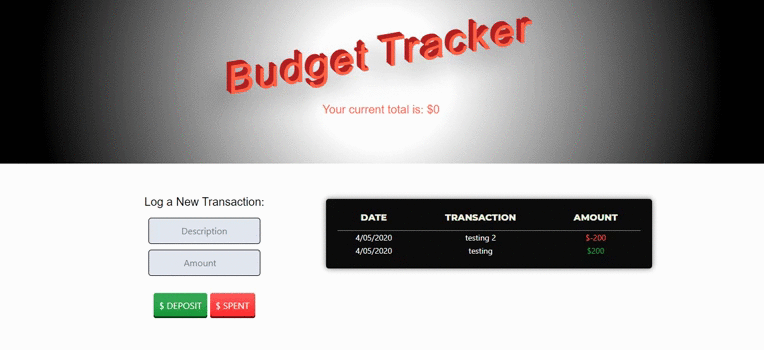 Budget Tracker
Your current total is: $0
Log a New Transaction:
Description
Amount
$ DEPOSIT $ SPENT
DATE TRANSACTION AMOUNT
4/05/2020 testing 2 $-200
4/05/2020 testing $200